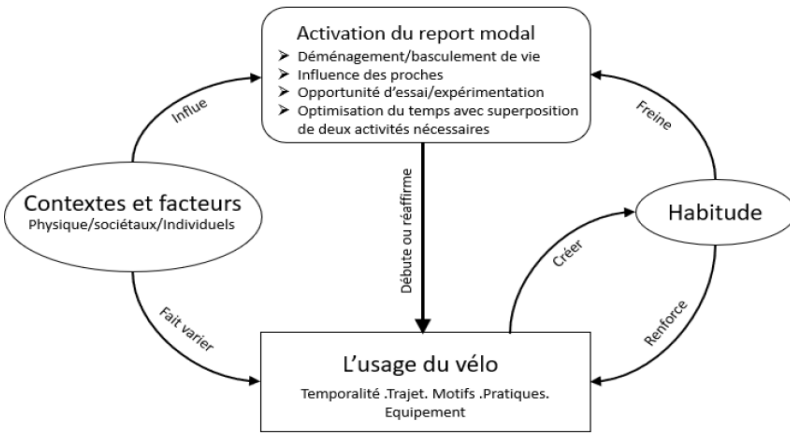 Activation du report modal
➢ Déménagement/basculement de vie
➢ Influence des proches
➢ Opportunité d'essai/expérimentation
➢ Optimisation du temps avec superposition
de deux activités nécessaires
Influe
Freine
Contextes et facteurs
Physique/sociétaux/Individuels
Débute ou réaffirme
Créer
Habitude
Fait varier
Renforce
L'usage du vélo
Temporalité .Trajet. Motifs .Pratiques.
Equipement